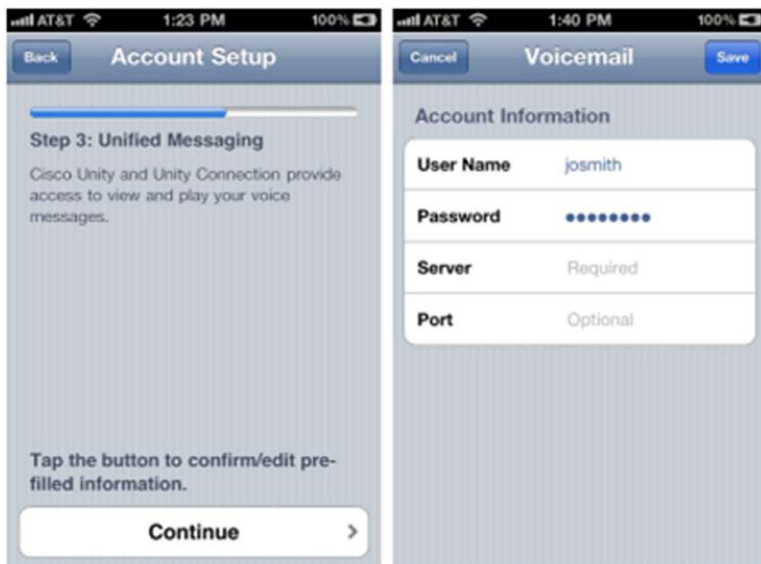 AT&T 1:23 PM 100%
Back Account Setup
Step 3: Unified Messaging
Cisco Unity and Unity Connection provide
access to view and play your voice
messages.
Tap the button to confirm/edit pre-
filled information.
Continue
AT&T 1:40 PM 100%
Cancel Voicemail Save
Account Information
User Name josmith
Password ••••••••
Server Required
Port Optional